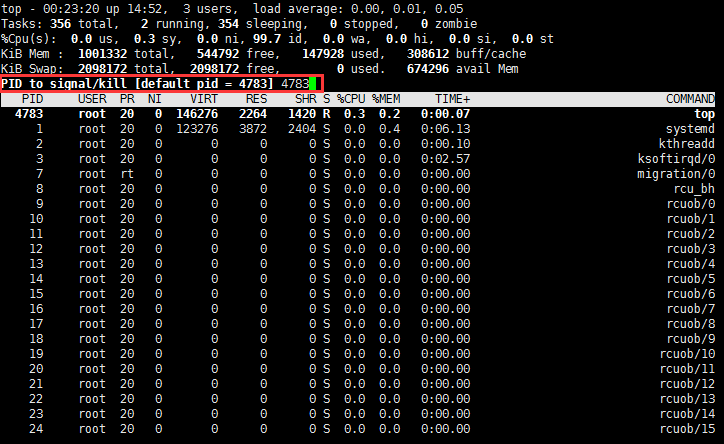 top - 00:23:20 up 14:52,  3 users,  load average: 0.00, 0.01, 0.05
Tasks: 356 total,   2 running, 354 sleeping,   0 stopped,   0 zombie
%Cpu(s):  0.0 us,  0.3 sy,  0.0 ni, 99.7 id,  0.0 wa,  0.0 hi,  0.0 si,  0.0 st
KiB Mem :  1001332 total,   544792 free,   147928 used,   308612 buff/cache
KiB Swap:  2098172 total,  2098172 free,        0 used.   674296 avail Mem
PID to signal/kill [default pid = 4783] 4783
PID USER PR NI VIRT RES SHR S %CPU %MEM TIME+ COMMAND
4783 root 20 0 146276 2264 1420 R 0.3 0.2 0:00.07 top
1 root 20 0 123276 3872 2404 S 0.0 0.4 0:06.13 systemd
2 root 20 0 0 0 0 S 0.0 0.0 0:00.10 kthreadd
3 root 20 0 0 0 0 S 0.0 0.0 0:02.57 ksoftirqd/0
7 root rt 0 0 0 0 S 0.0 0.0 0:00.00 migration/0
8 root 20 0 0 0 0 S 0.0 0.0 0:00.00 rcu_bh
9 root 20 0 0 0 0 S 0.0 0.0 0:00.00 rcuob/0
10 root 20 0 0 0 0 S 0.0 0.0 0:00.00 rcuob/1
11 root 20 0 0 0 0 S 0.0 0.0 0:00.00 rcuob/2
12 root 20 0 0 0 0 S 0.0 0.0 0:00.00 rcuob/3
13 root 20 0 0 0 0 S 0.0 0.0 0:00.00 rcuob/4
14 root 20 0 0 0 0 S 0.0 0.0 0:00.00 rcuob/5
15 root 20 0 0 0 0 S 0.0 0.0 0:00.00 rcuob/6
16 root 20 0 0 0 0 S 0.0 0.0 0:00.00 rcuob/7
17 root 20 0 0 0 0 S 0.0 0.0 0:00.00 rcuob/8
18 root 20 0 0 0 0 S 0.0 0.0 0:00.00 rcuob/9
19 root 20 0 0 0 0 S 0.0 0.0 0:00.00 rcuob/10
20 root 20 0 0 0 0 S 0.0 0.0 0:00.00 rcuob/11
21 root 20 0 0 0 0 S 0.0 0.0 0:00.00 rcuob/12
22 root 20 0 0 0 0 S 0.0 0.0 0:00.00 rcuob/13
23 root 20 0 0 0 0 S 0.0 0.0 0:00.00 rcuob/14
24 root 20 0 0 0 0 S 0.0 0.0 0:00.00 rcuob/15